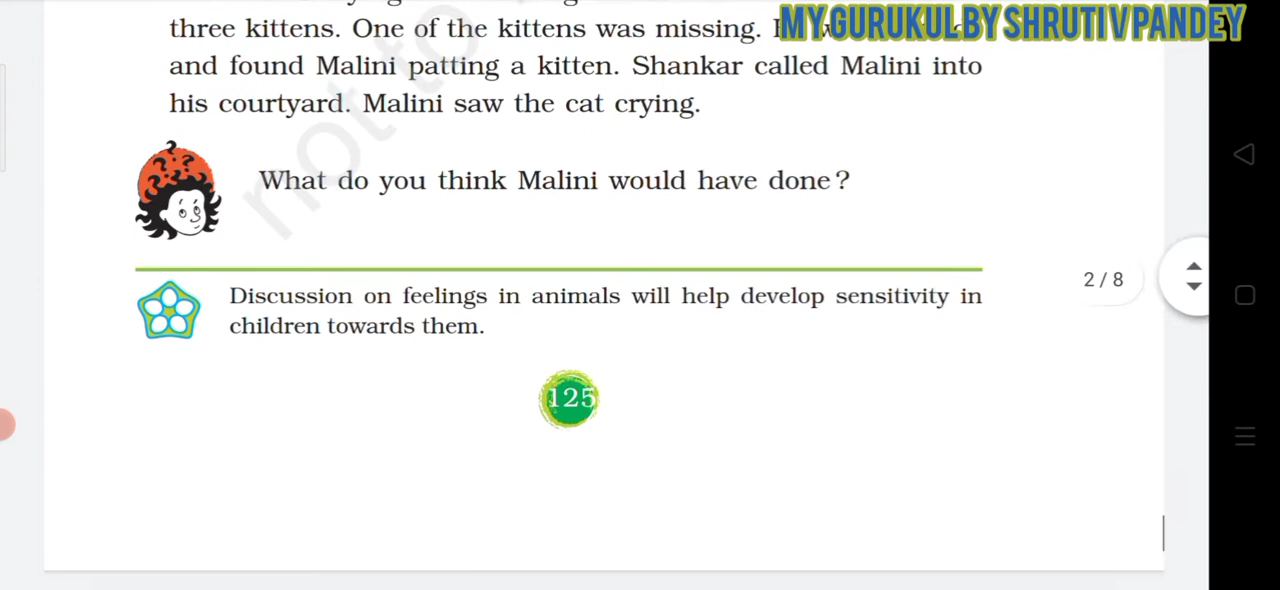 MY GURUKUL BY SHRUTI V PANDEY
three kittens. One of the kittens was missing.
and found Malini patting a kitten. Shankar called Malini into
his courtyard. Malini saw the cat crying.
What do you think Malini would have done?
2 / 8
Discussion on feelings in animals will help develop sensitivity in
children towards them.
125
not to